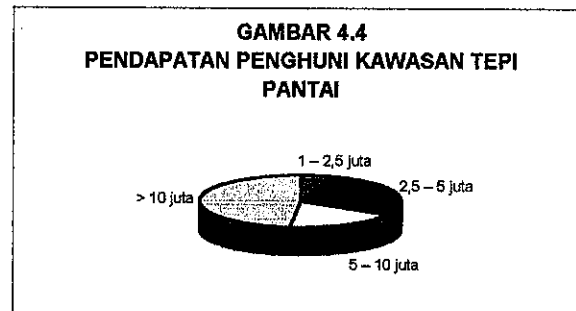 GAMBAR 4.4
PENDAPATAN PENGHUNI KAWASAN TEPI
PANTAI
1 – 2,5 juta
> 10 juta
2,5 – 5 juta
5 – 10 juta